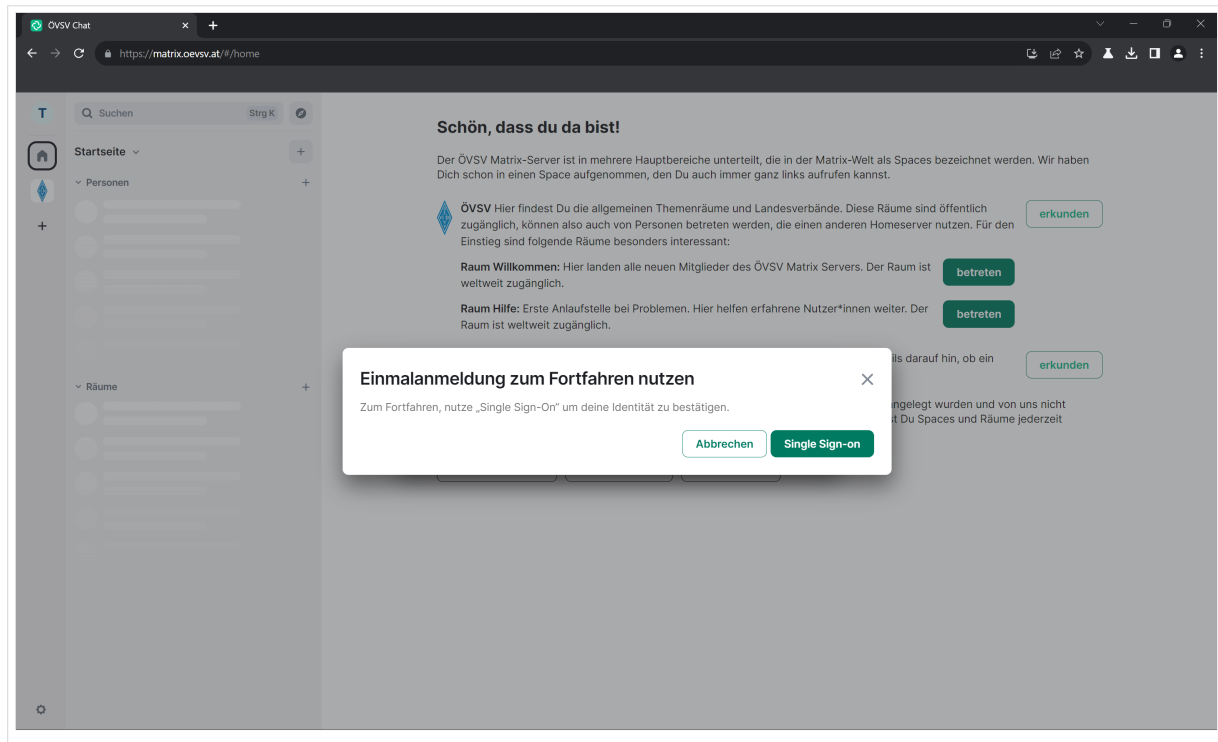 ÖVSV Chat
https://matrix.oevsv.at/#/home
T
Suchen
Strg K
Startseite
Personen
Räume
Schön, dass du da bist!
Der ÖVSV Matrix-Server ist in mehrere Hauptbereiche unterteilt, die in der Matrix-Welt als Spaces bezeichnet werden. Wir haben
Dich schon in einen Space aufgenommen, den Du auch immer ganz links aufrufen kannst.
ÖVSV Hier findest Du die allgemeinen Themenräume und Landesverbände. Diese Räume sind öffentlich
zugänglich, können also auch von Personen betreten werden, die einen anderen Homeserver nutzen. Für den
Einstieg sind folgende Räume besonders interessant:
erkunden
Raum Willkommen: Hier landen alle neuen Mitglieder des ÖVSV Matrix Servers. Der Raum ist
weltweit zugänglich.
betreten
Raum Hilfe: Erste Anlaufstelle bei Problemen. Hier helfen erfahrene Nutzer*innen weiter. Der
Raum ist weltweit zugänglich.
betreten
darauf hin, ob ein
erkunden
angelegt wurden und von uns nicht
Du Spaces und Räume jederzeit
Einmalanmeldung zum Fortfahren nutzen
Zum Fortfahren, nutze „Single Sign-On“ um deine Identität zu bestätigen.
Abbrechen
Single Sign-on